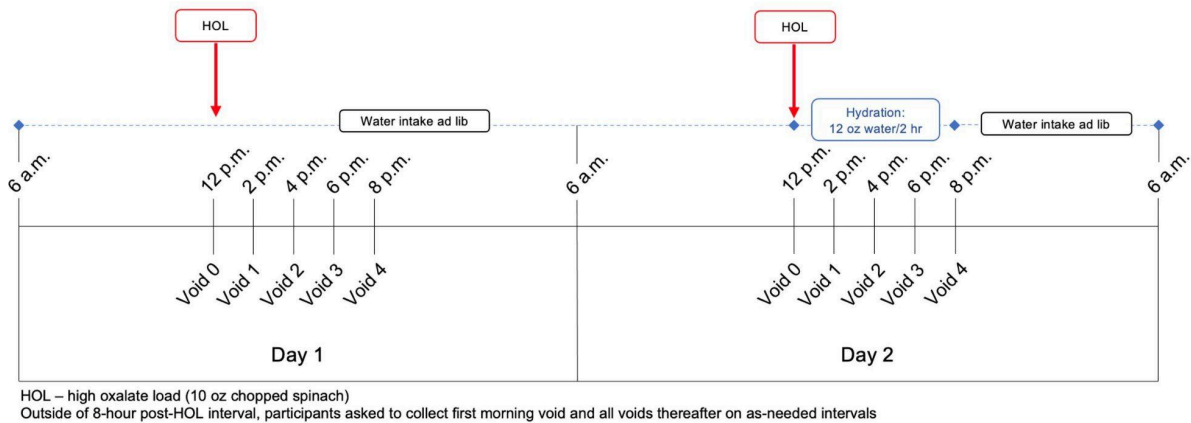 HOL
HOL
Water intake ad lib
Hydration:
12 oz water/2 hr
Water intake ad lib
6 a.m.
12 p.m.
2 p.m.
4 p.m.
6 p.m.
8 p.m.
6 a.m.
12 p.m.
2 p.m.
4 p.m.
6 p.m.
8 p.m.
6 a.m.
Void 0
Void 1
Void 2
Void 3
Void 4
Void 0
Void 1
Void 2
Void 3
Void 4
Day 1
Day 2
HOL – high oxalate load (10 oz chopped spinach)
Outside of 8-hour post-HOL interval, participants asked to collect first morning void and all voids thereafter on as-needed intervals